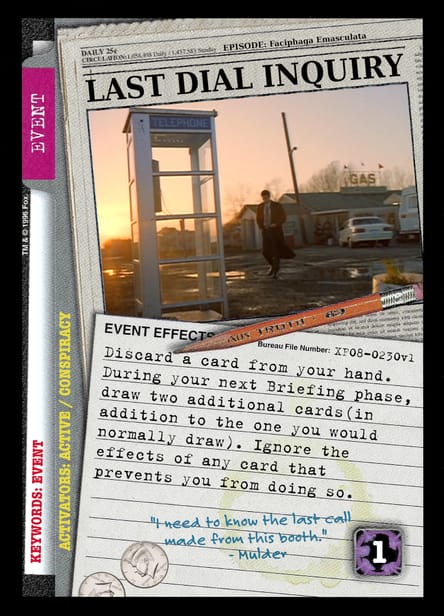 DAILY 25¢
EPISODE: Faciphaga Emasculata
LAST DIAL INQUIRY
EVENT
TELEPHONE
GAS
TM & © 1996 Fox
EVENT EFFECTS
Bureau File Number: XF08-0230v1
Discard a card from your hand.
During your next Briefing phase,
draw two additional cards(in
addition to the one you would
normally draw). Ignore the
effects of any card that
prevents you from doing so.
"I need to know the last call
made from this booth."
- Mulder
1
KEYWORDS: EVENT
ACTIVATORS: ACTIVE / CONSPIRACY